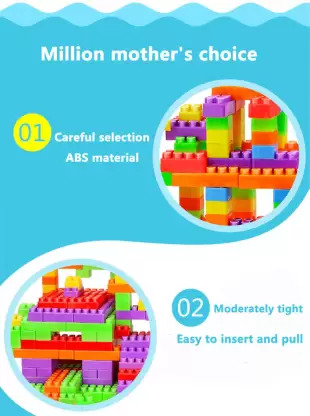 Million mother's choice
01
Careful selection
ABS material
02
Moderately tight
Easy to insert and pull